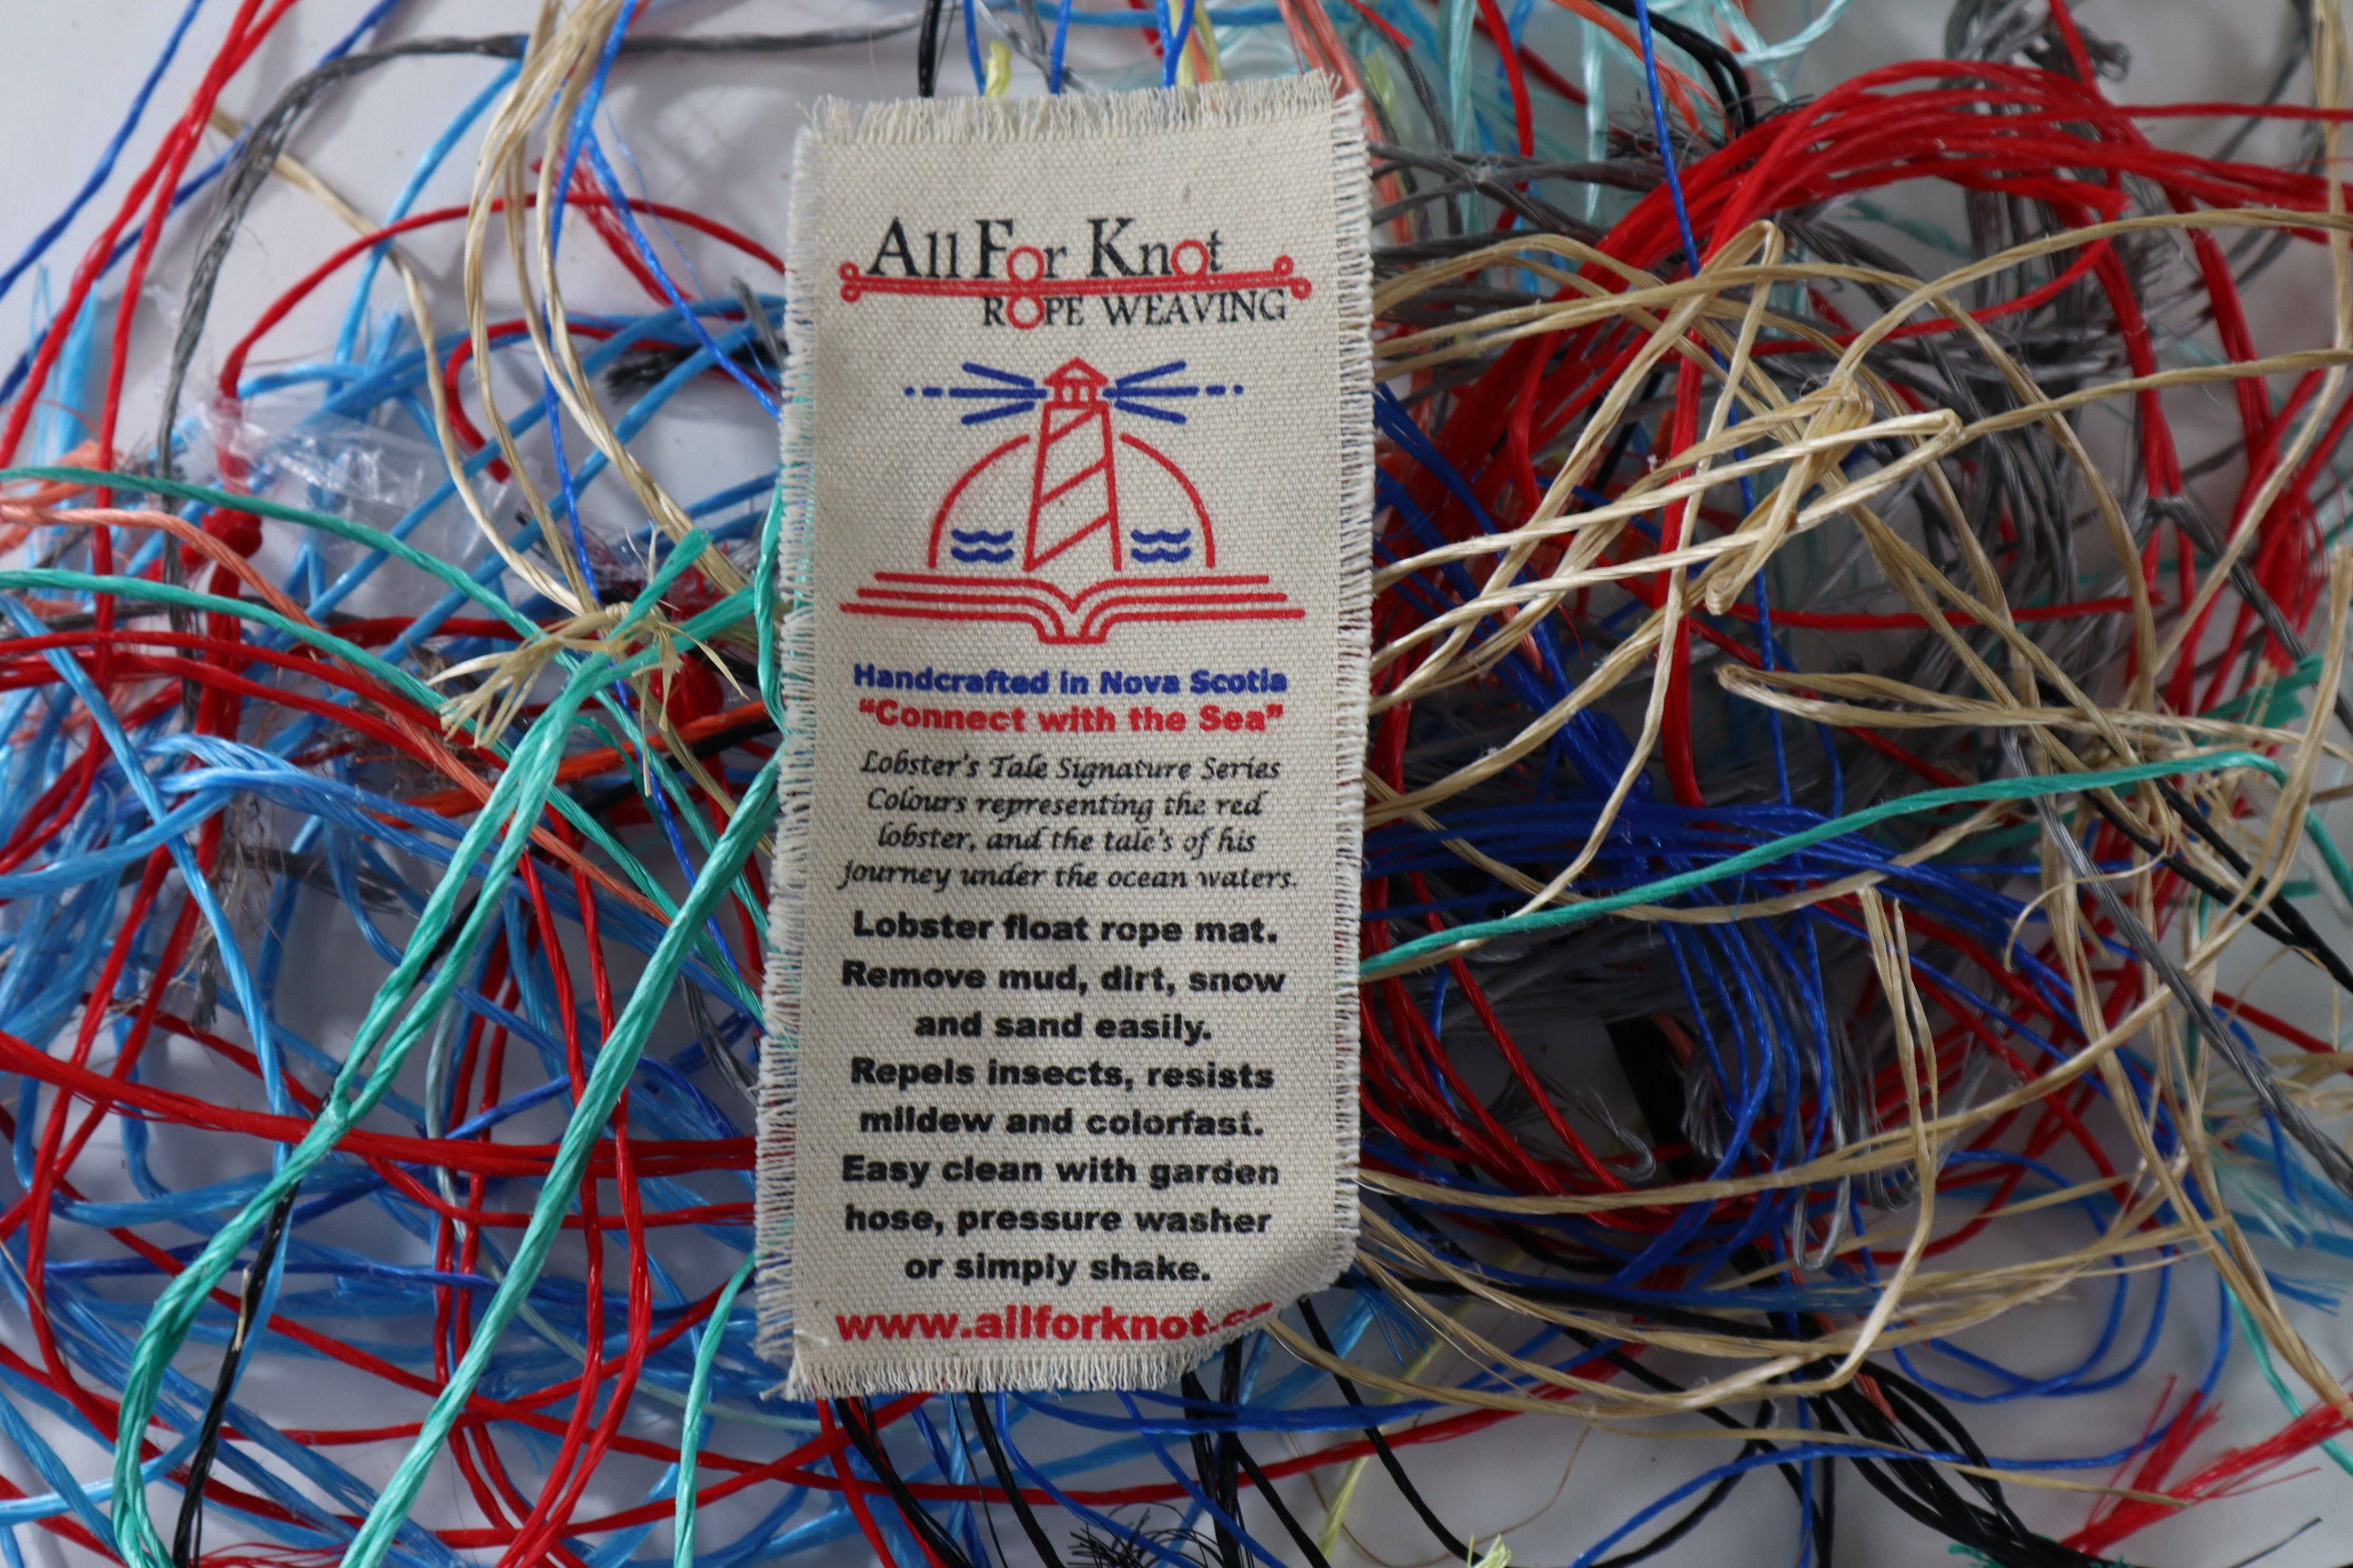 All For Knot
ROPE WEAVING
Handcrafted in Nova Scotia
"Connect with the Sea"
Lobster's Tale Signature Series
Colours representing the red
lobster, and the tale's of his
journey under the ocean waters.
Lobster float rope mat.
Remove mud, dirt, snow
and sand easily.
Repels insects, resists
mildew and colorfast.
Easy clean with garden
hose, pressure washer
or simply shake.
www.allforknot.ca